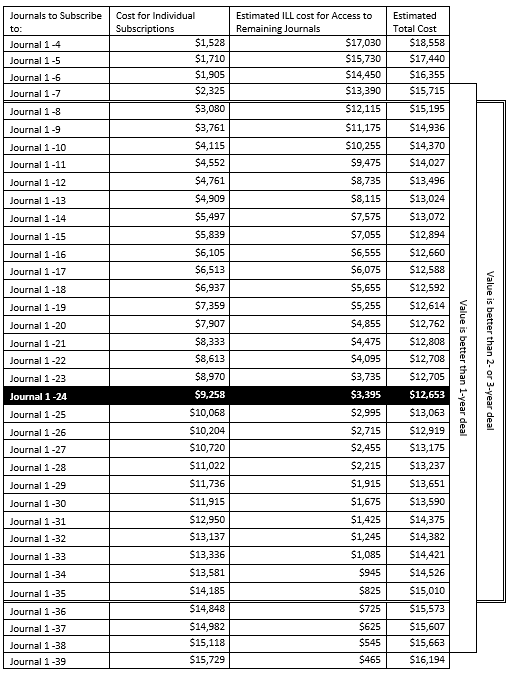 Journals to Subscribe to: Cost for Individual Subscriptions Estimated ILL cost for Access to Remaining Journals Estimated Total Cost
Journal 1 -4 $1,528 $17,030 $18,558
Journal 1 -5 $1,710 $15,730 $17,440
Journal 1 -6 $1,905 $14,450 $16,355
Journal 1 -7 $2,325 $13,390 $15,715
Journal 1 -8 $3,080 $12,115 $15,195
Journal 1 -9 $3,761 $11,175 $14,936
Journal 1 -10 $4,115 $10,255 $14,370
Journal 1 -11 $4,552 $9,475 $14,027
Journal 1 -12 $4,761 $8,735 $13,496
Journal 1 -13 $4,909 $8,115 $13,024
Journal 1 -14 $5,497 $7,575 $13,072
Journal 1 -15 $5,839 $7,055 $12,894
Journal 1 -16 $6,105 $6,555 $12,660
Journal 1 -17 $6,513 $6,075 $12,588
Journal 1 -18 $6,937 $5,655 $12,592
Journal 1 -19 $7,359 $5,255 $12,614
Journal 1 -20 $7,907 $4,855 $12,762
Journal 1 -21 $8,333 $4,475 $12,808
Journal 1 -22 $8,613 $4,095 $12,708
Journal 1 -23 $8,970 $3,735 $12,705
Journal 1 -24 $9,258 $3,395 $12,653
Journal 1 -25 $10,068 $2,995 $13,063
Journal 1 -26 $10,204 $2,715 $12,919
Journal 1 -27 $10,720 $2,455 $13,175
Journal 1 -28 $11,022 $2,215 $13,237
Journal 1 -29 $11,736 $1,915 $13,651
Journal 1 -30 $11,915 $1,675 $13,590
Journal 1 -31 $12,950 $1,425 $14,375
Journal 1 -32 $13,137 $1,245 $14,382
Journal 1 -33 $13,336 $1,085 $14,421
Journal 1 -34 $13,581 $945 $14,526
Journal 1 -35 $14,185 $825 $15,010
Journal 1 -36 $14,848 $725 $15,573
Journal 1 -37 $14,982 $625 $15,607
Journal 1 -38 $15,118 $545 $15,663
Journal 1 -39 $15,729 $465 $16,194
Value is better than 1-year deal
Value is better than 2- or 3-year deal